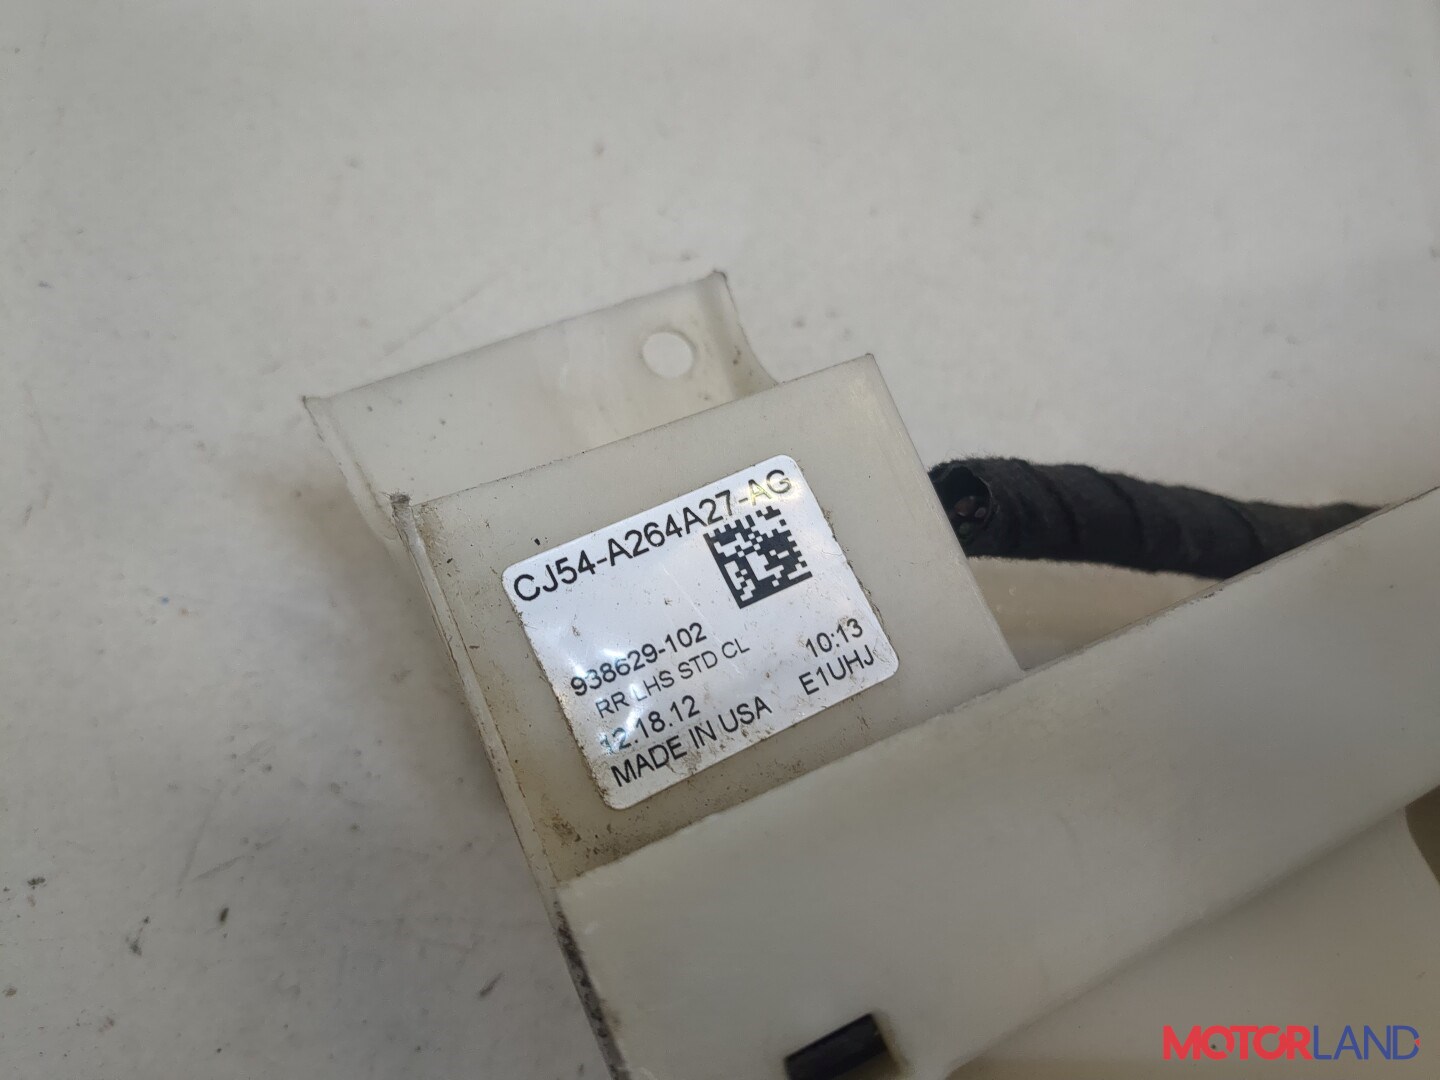 CJ54-A264A27-AG
938629-102
RR LHS STD CL
10:13
12.18.12
E1UHJ
MADE IN USA
MOTORLAND